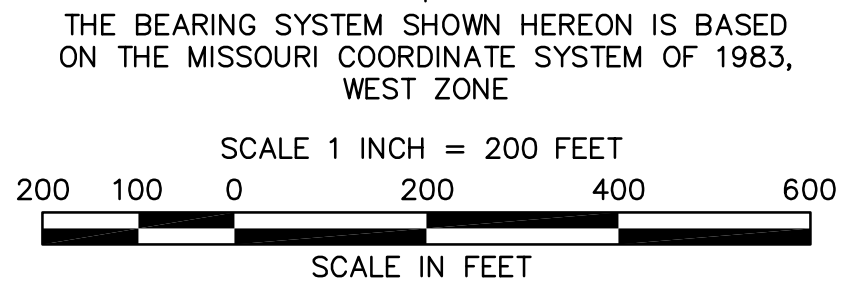 THE BEARING SYSTEM SHOWN HEREON IS BASED
ON THE MISSOURI COORDINATE SYSTEM OF 1983,
WEST ZONE
SCALE 1 INCH = 200 FEET
200 100 0 200 400 600
SCALE IN FEET